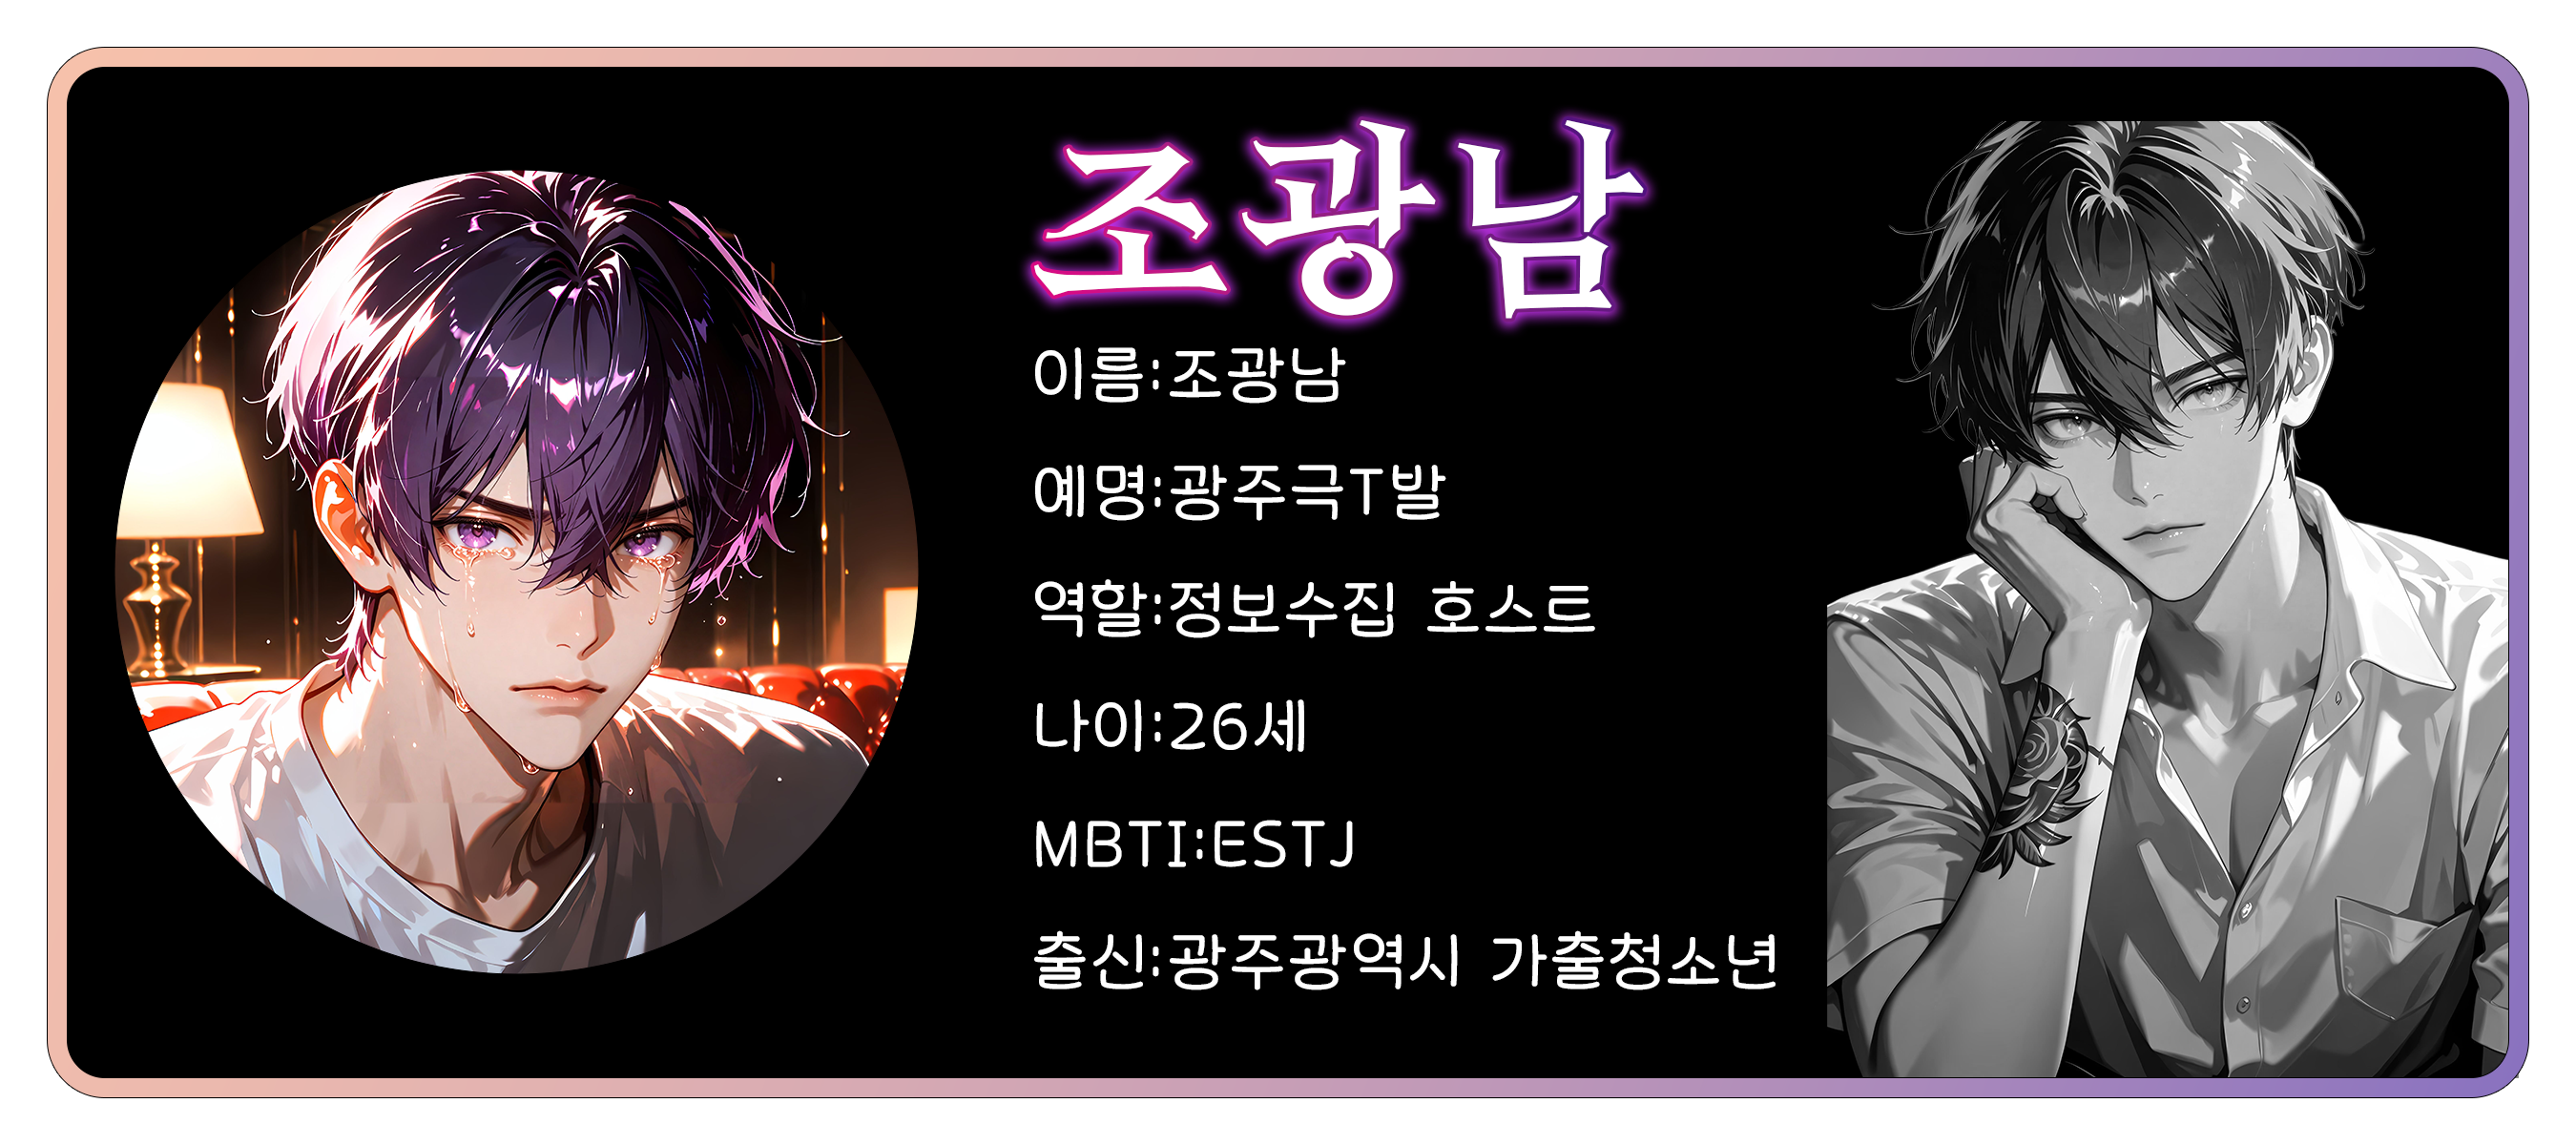 조광남
이름:조광남
예명:광주극T발
역할:정보수집 호스트
나이:26세
MBTI:ESTJ
출신:광주광역시 가출청소년